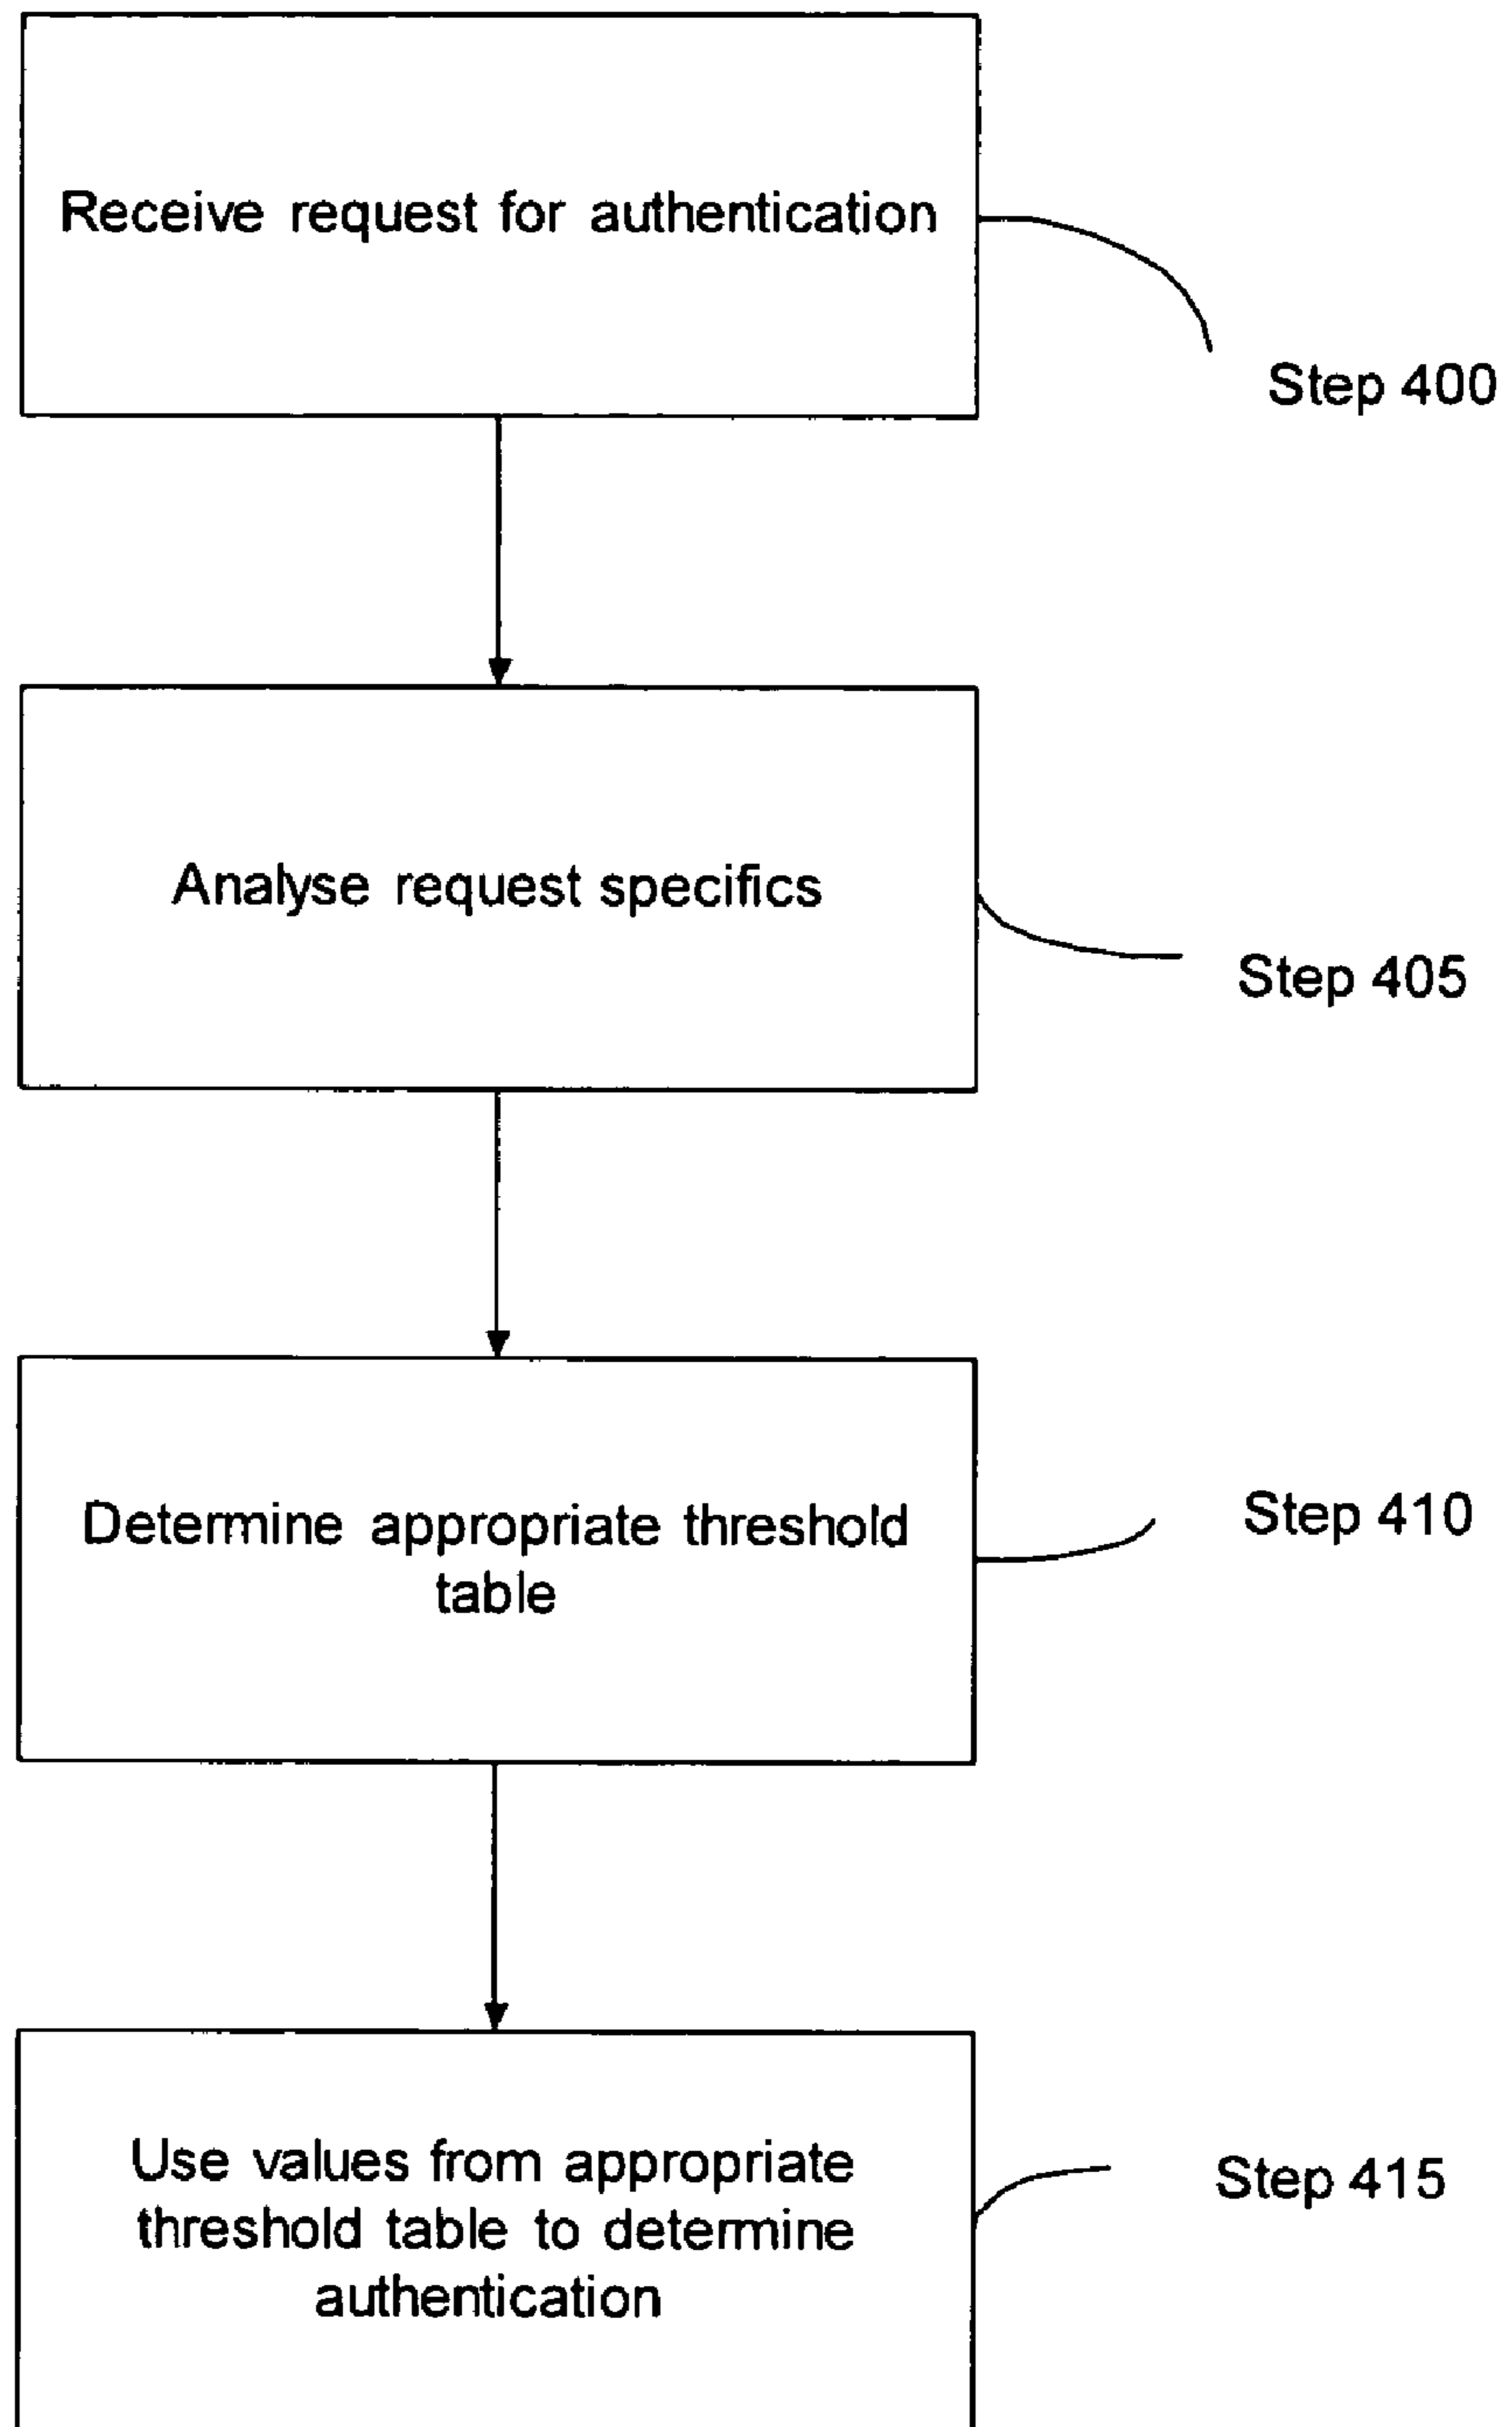 Receive request for authentication
Step 400
Analyse request specifics
Step 405
Determine appropriate threshold
table
Step 410
Use values from appropriate
threshold table to determine
authentication
Step 415